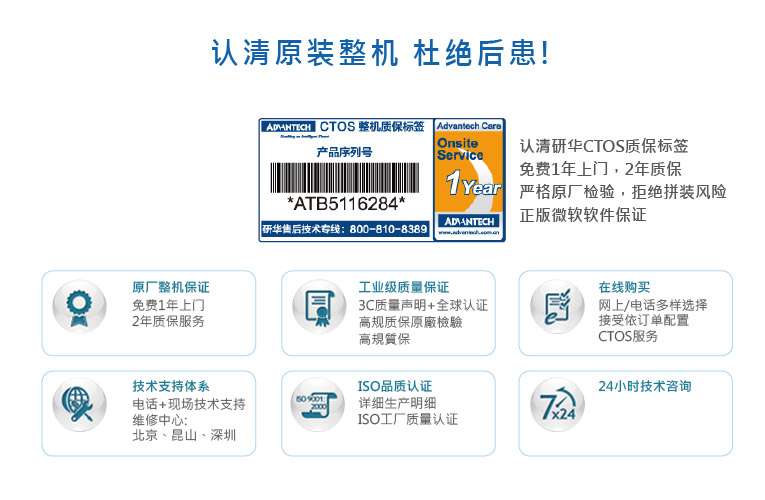 认清原装整机 杜绝后患!
ADVANTECH CTOS 整机质保标签
Enabling an Intelligent Planet
产品序列号
*ATB5116284*
研华售后技术专线：800-810-8389
Advantech Care
Onsite
Service
1 Year
ADVANTECH
www.advantech.com.cn
认清研华CTOS质保标签
免费1年上门，2年质保
严格原厂检验，拒绝拼装风险
正版微软软件保证
原厂整机保证
免费1年上门
2年质保服务
工业级质量保证
3C质量声明+全球认证
高规质保原廠檢驗
高規質保
在线购买
网上/电话多样选择
接受依订单配置
CTOS服务
技术支持体系
电话+现场技术支持
维修中心:
北京、昆山、深圳
ISO 9001:
2000
ISO品质认证
详细生产明细
ISO工厂质量认证
7x24
24小时技术咨询